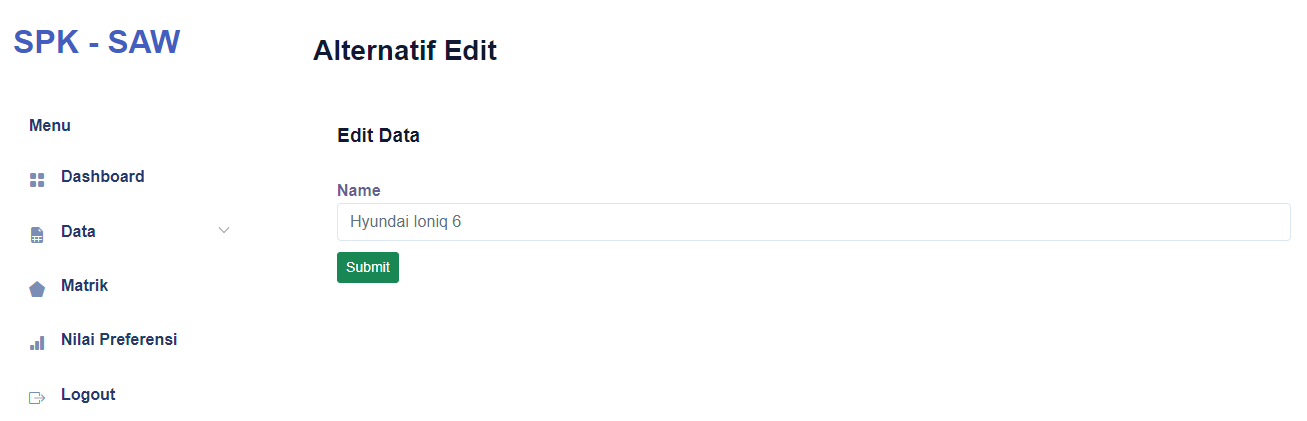 SPK - SAW
Menu
Dashboard
Data
Matrik
Nilai Preferensi
Logout
Alternatif Edit
Edit Data
Name
Hyundai Ioniq 6
Submit